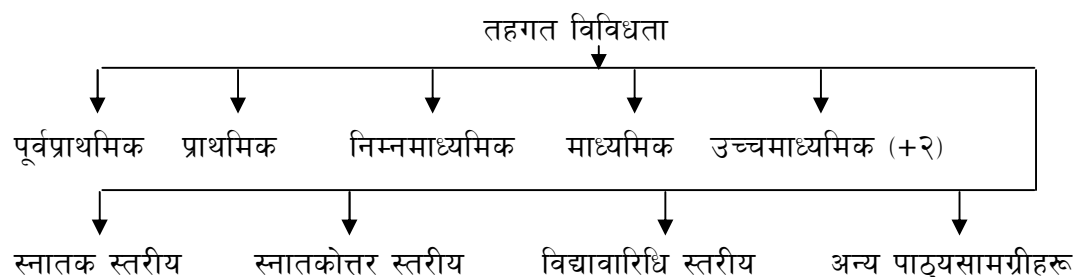 तहगत विविधता
पूर्वप्राथमिक प्राथमिक निम्नमाध्यमिक माध्यमिक उच्चमाध्यमिक (+२)
स्नातक स्तरीय स्नातकोत्तर स्तरीय विद्यावारिधि स्तरीय अन्य पाठ्यसामग्रीहरू